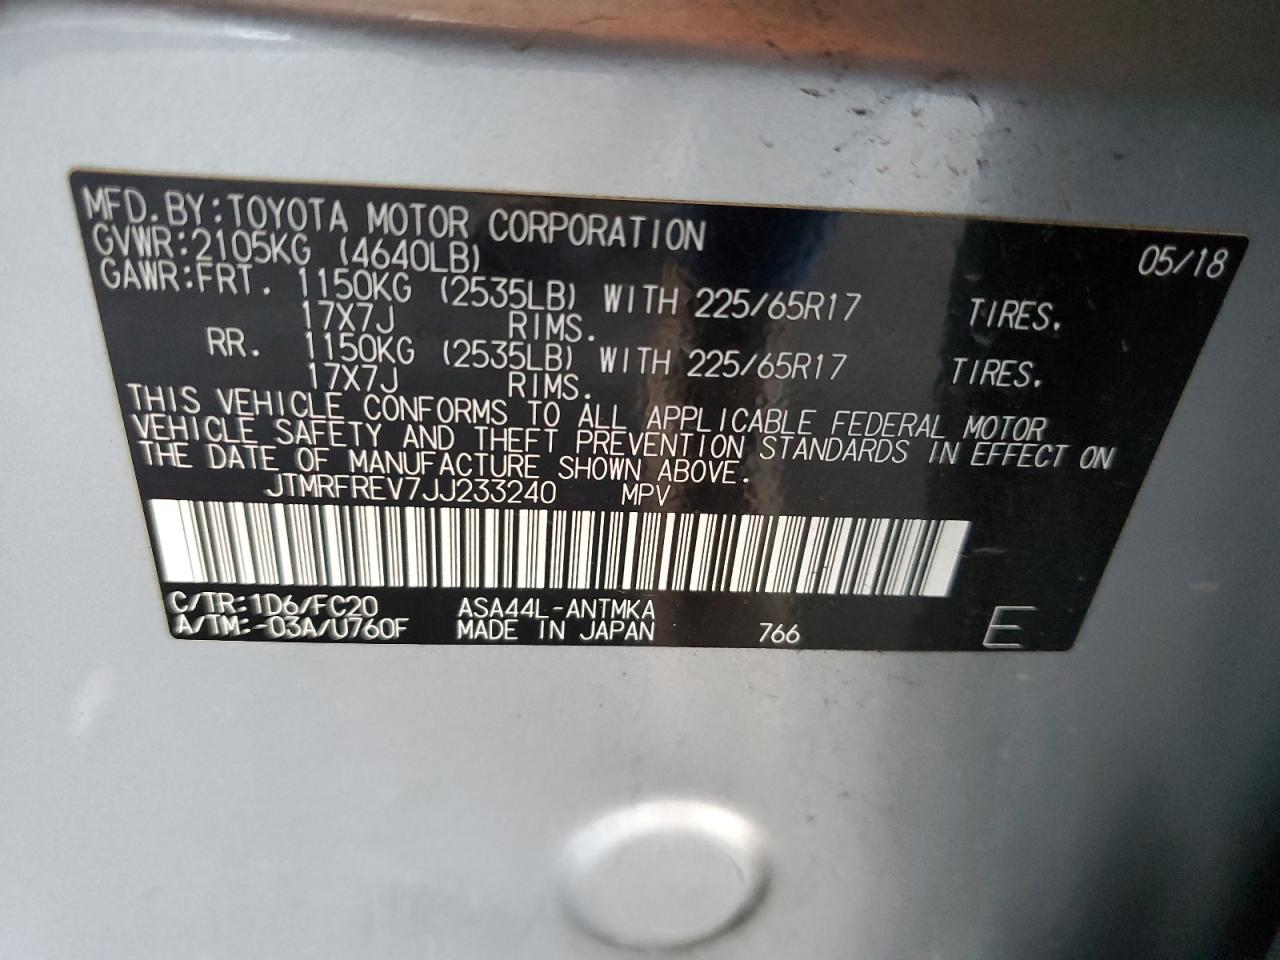 MFD.BY:TOYOTA MOTOR CORPORATION 05/18
GVWR:2105KG (4640LB)
GAWR:FRT. 1150KG (2535LB) WITH 225/65R17 TIRES.
17X7J RIMS.
RR. 1150KG (2535LB) WITH 225/65R17 TIRES.
17X7J RIMS.
THIS VEHICLE CONFORMS TO ALL APPLICABLE FEDERAL MOTOR
VEHICLE SAFETY AND THEFT PREVENTION STANDARDS IN EFFECT ON
THE DATE OF MANUFACTURE SHOWN ABOVE.
JTMRFREV7JJ233240 MPV
C/TR:1D6/FC20 ASA44L-ANTMKA
A/TM:-03A/U760F MADE IN JAPAN 766 E